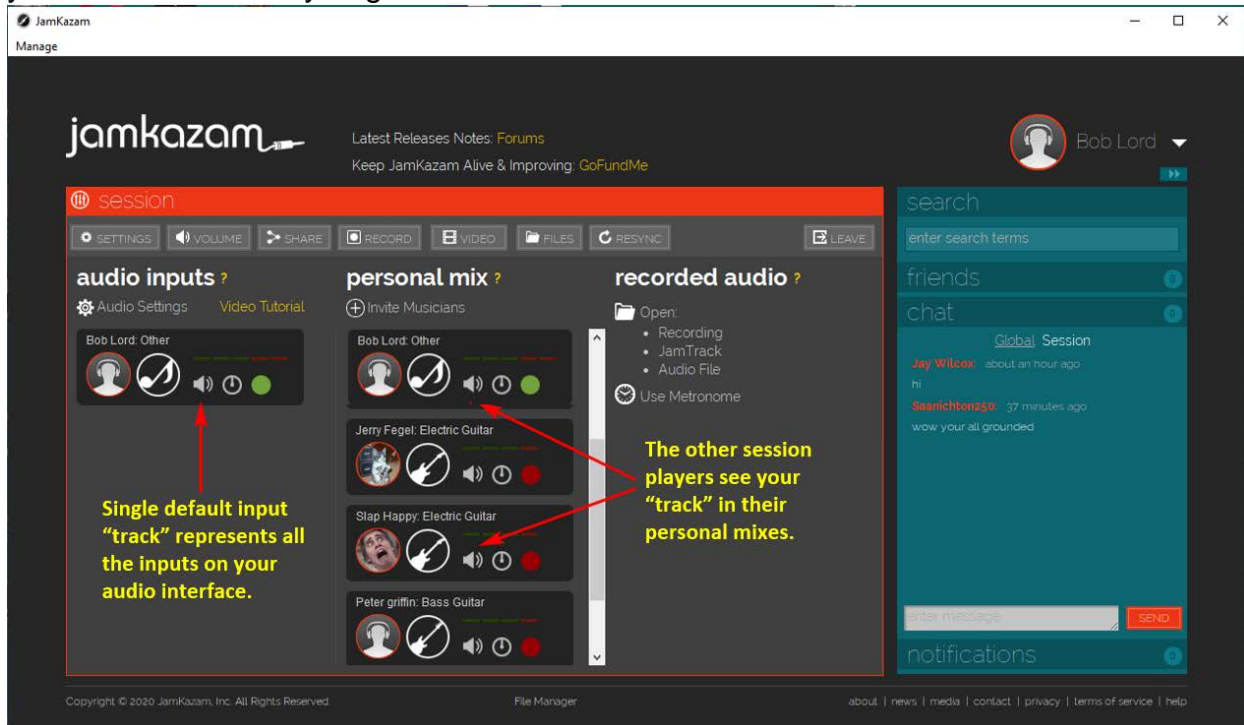 JamKazam
Manage
jamkazam
Latest Releases Notes: Forums
Keep JamKazam Alive & Improving: GoFundMe
Bob Lord
session
SETTINGS VOLUME SHARE RECORD VIDEO FILES RESYNC LEAVE
audio inputs ?
Audio Settings Video Tutorial
Bob Lord: Other
Single default input
“track” represents all
the inputs on your
audio interface.
personal mix ?
Invite Musicians
Bob Lord: Other
Jerry Fegel: Electric Guitar
Slap Happy: Electric Guitar
Peter griffin: Bass Guitar
recorded audio ?
Open:
• Recording
• JamTrack
• Audio File
Use Metronome
The other session
players see your
“track” in their
personal mixes.
search
enter search terms
friends 0
chat 0
Global Session
Jay Wilcox: about an hour ago
hi
Saanichton250: 37 minutes ago
wow your all grounded
enter message
SEND
notifications 0
Copyright © 2020 JamKazam, Inc. All Rights Reserved File Manager about | news | media | contact | privacy | terms of service | help